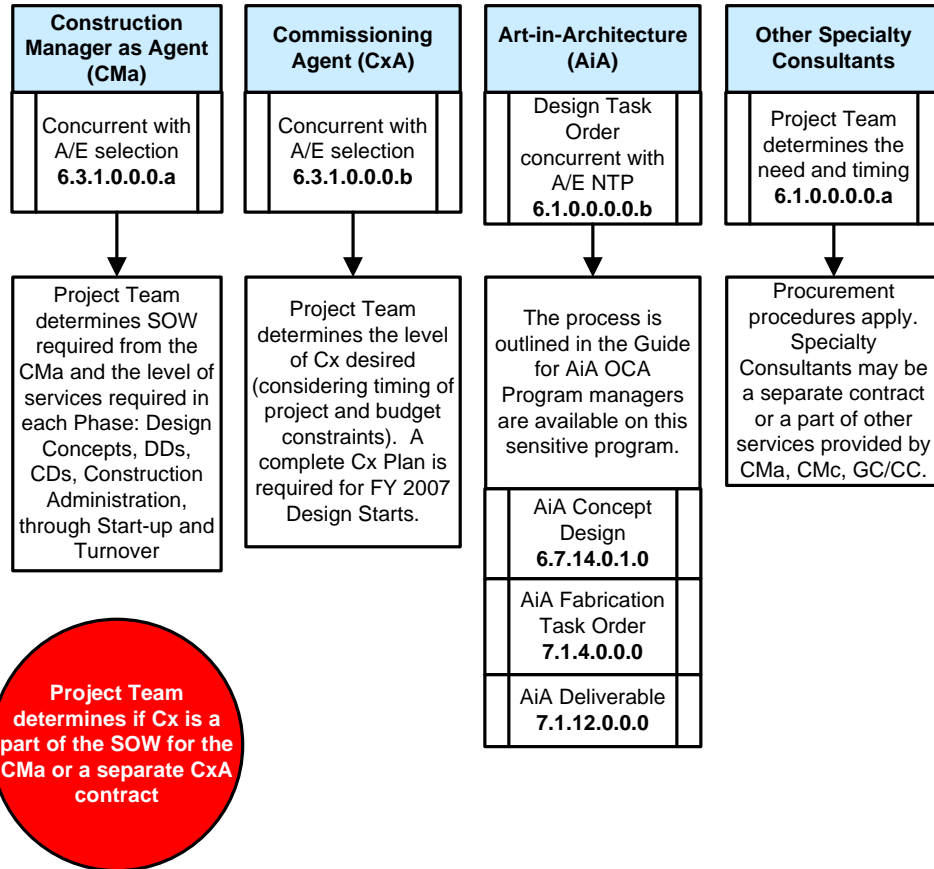 Construction
Manager as Agent
(CMa)
Concurrent with
A/E selection
6.3.1.0.0.0.a
Project Team
determines SOW
required from the
CMa and the level of
services required in
each Phase: Design
Concepts, DDs,
CDs, Construction
Administration,
through Start-up and
Turnover
Project Team
determines if Cx is a
part of the SOW for the
CMa or a separate CxA
contract
Commissioning
Agent (CxA)
Concurrent with
A/E selection
6.3.1.0.0.0.b
Project Team
determines the level
of Cx desired
(considering timing of
project and budget
constraints).  A
complete Cx Plan is
required for FY 2007
Design Starts.
Art-in-Architecture
(AiA)
Design Task
Order
concurrent with
A/E NTP
6.1.0.0.0.0.b
The process is
outlined in the Guide
for AiA OCA
Program managers
are available on this
sensitive program.
AiA Concept
Design
6.7.14.0.1.0
AiA Fabrication
Task Order
7.1.4.0.0.0
AiA Deliverable
7.1.12.0.0.0
Other Specialty
Consultants
Project Team
determines the
need and timing
6.1.0.0.0.0.a
Procurement
procedures apply.
Specialty
Consultants may be
a separate contract
or a part of other
services provided by
CMa, CMc, GC/CC.